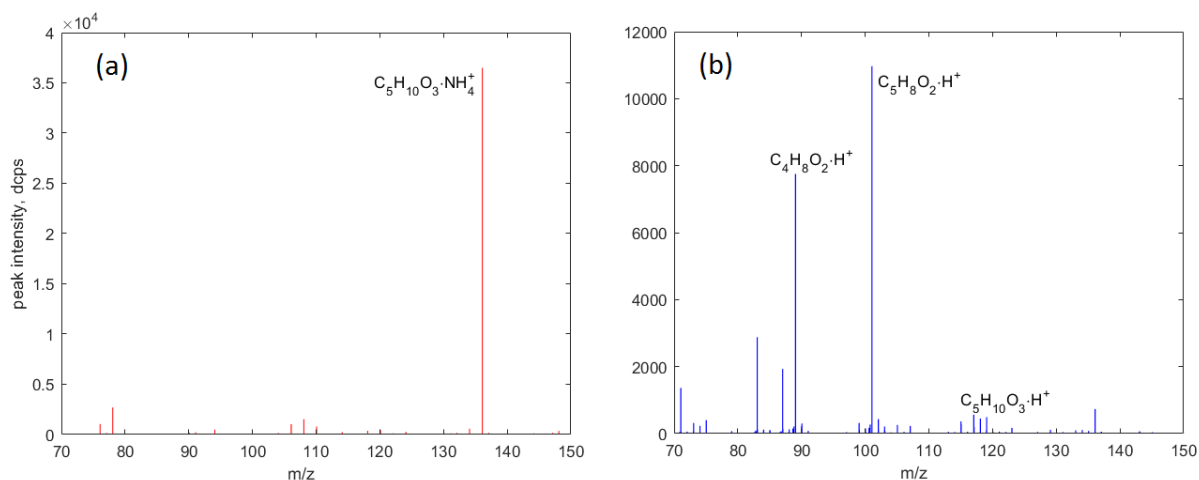 ×10⁴
(a)
C₅H₁₀O₃·NH₄⁺
4
3.5
3
2.5
2
1.5
1
0.5
0
peak intensity, dcps
70 80 90 100 110 120 130 140 150
m/z
12000
(b)
C₅H₈O₂·H⁺
C₄H₈O₂·H⁺
C₅H₁₀O₃·H⁺
10000
8000
6000
4000
2000
0
70 80 90 100 110 120 130 140 150
m/z